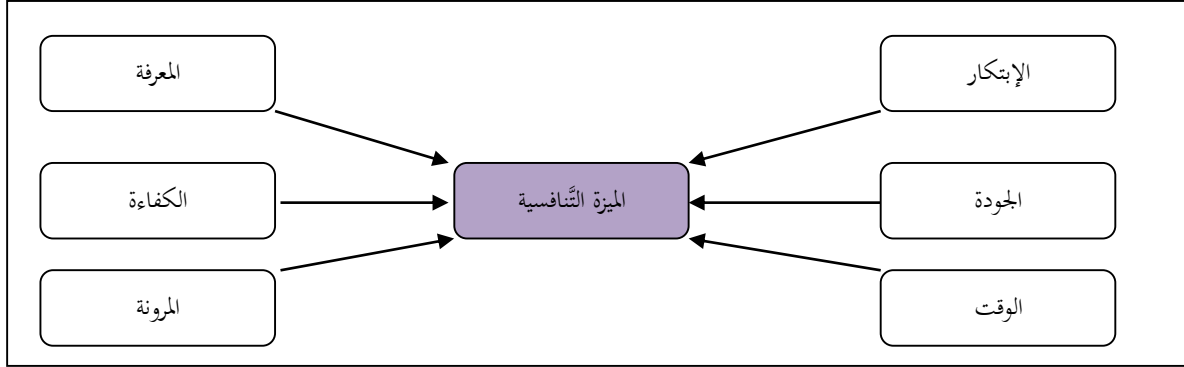 الإبتكار
المعرفة
الجودة
الميزة التَّنافسية
الكفاءة
الوقت
المرونة